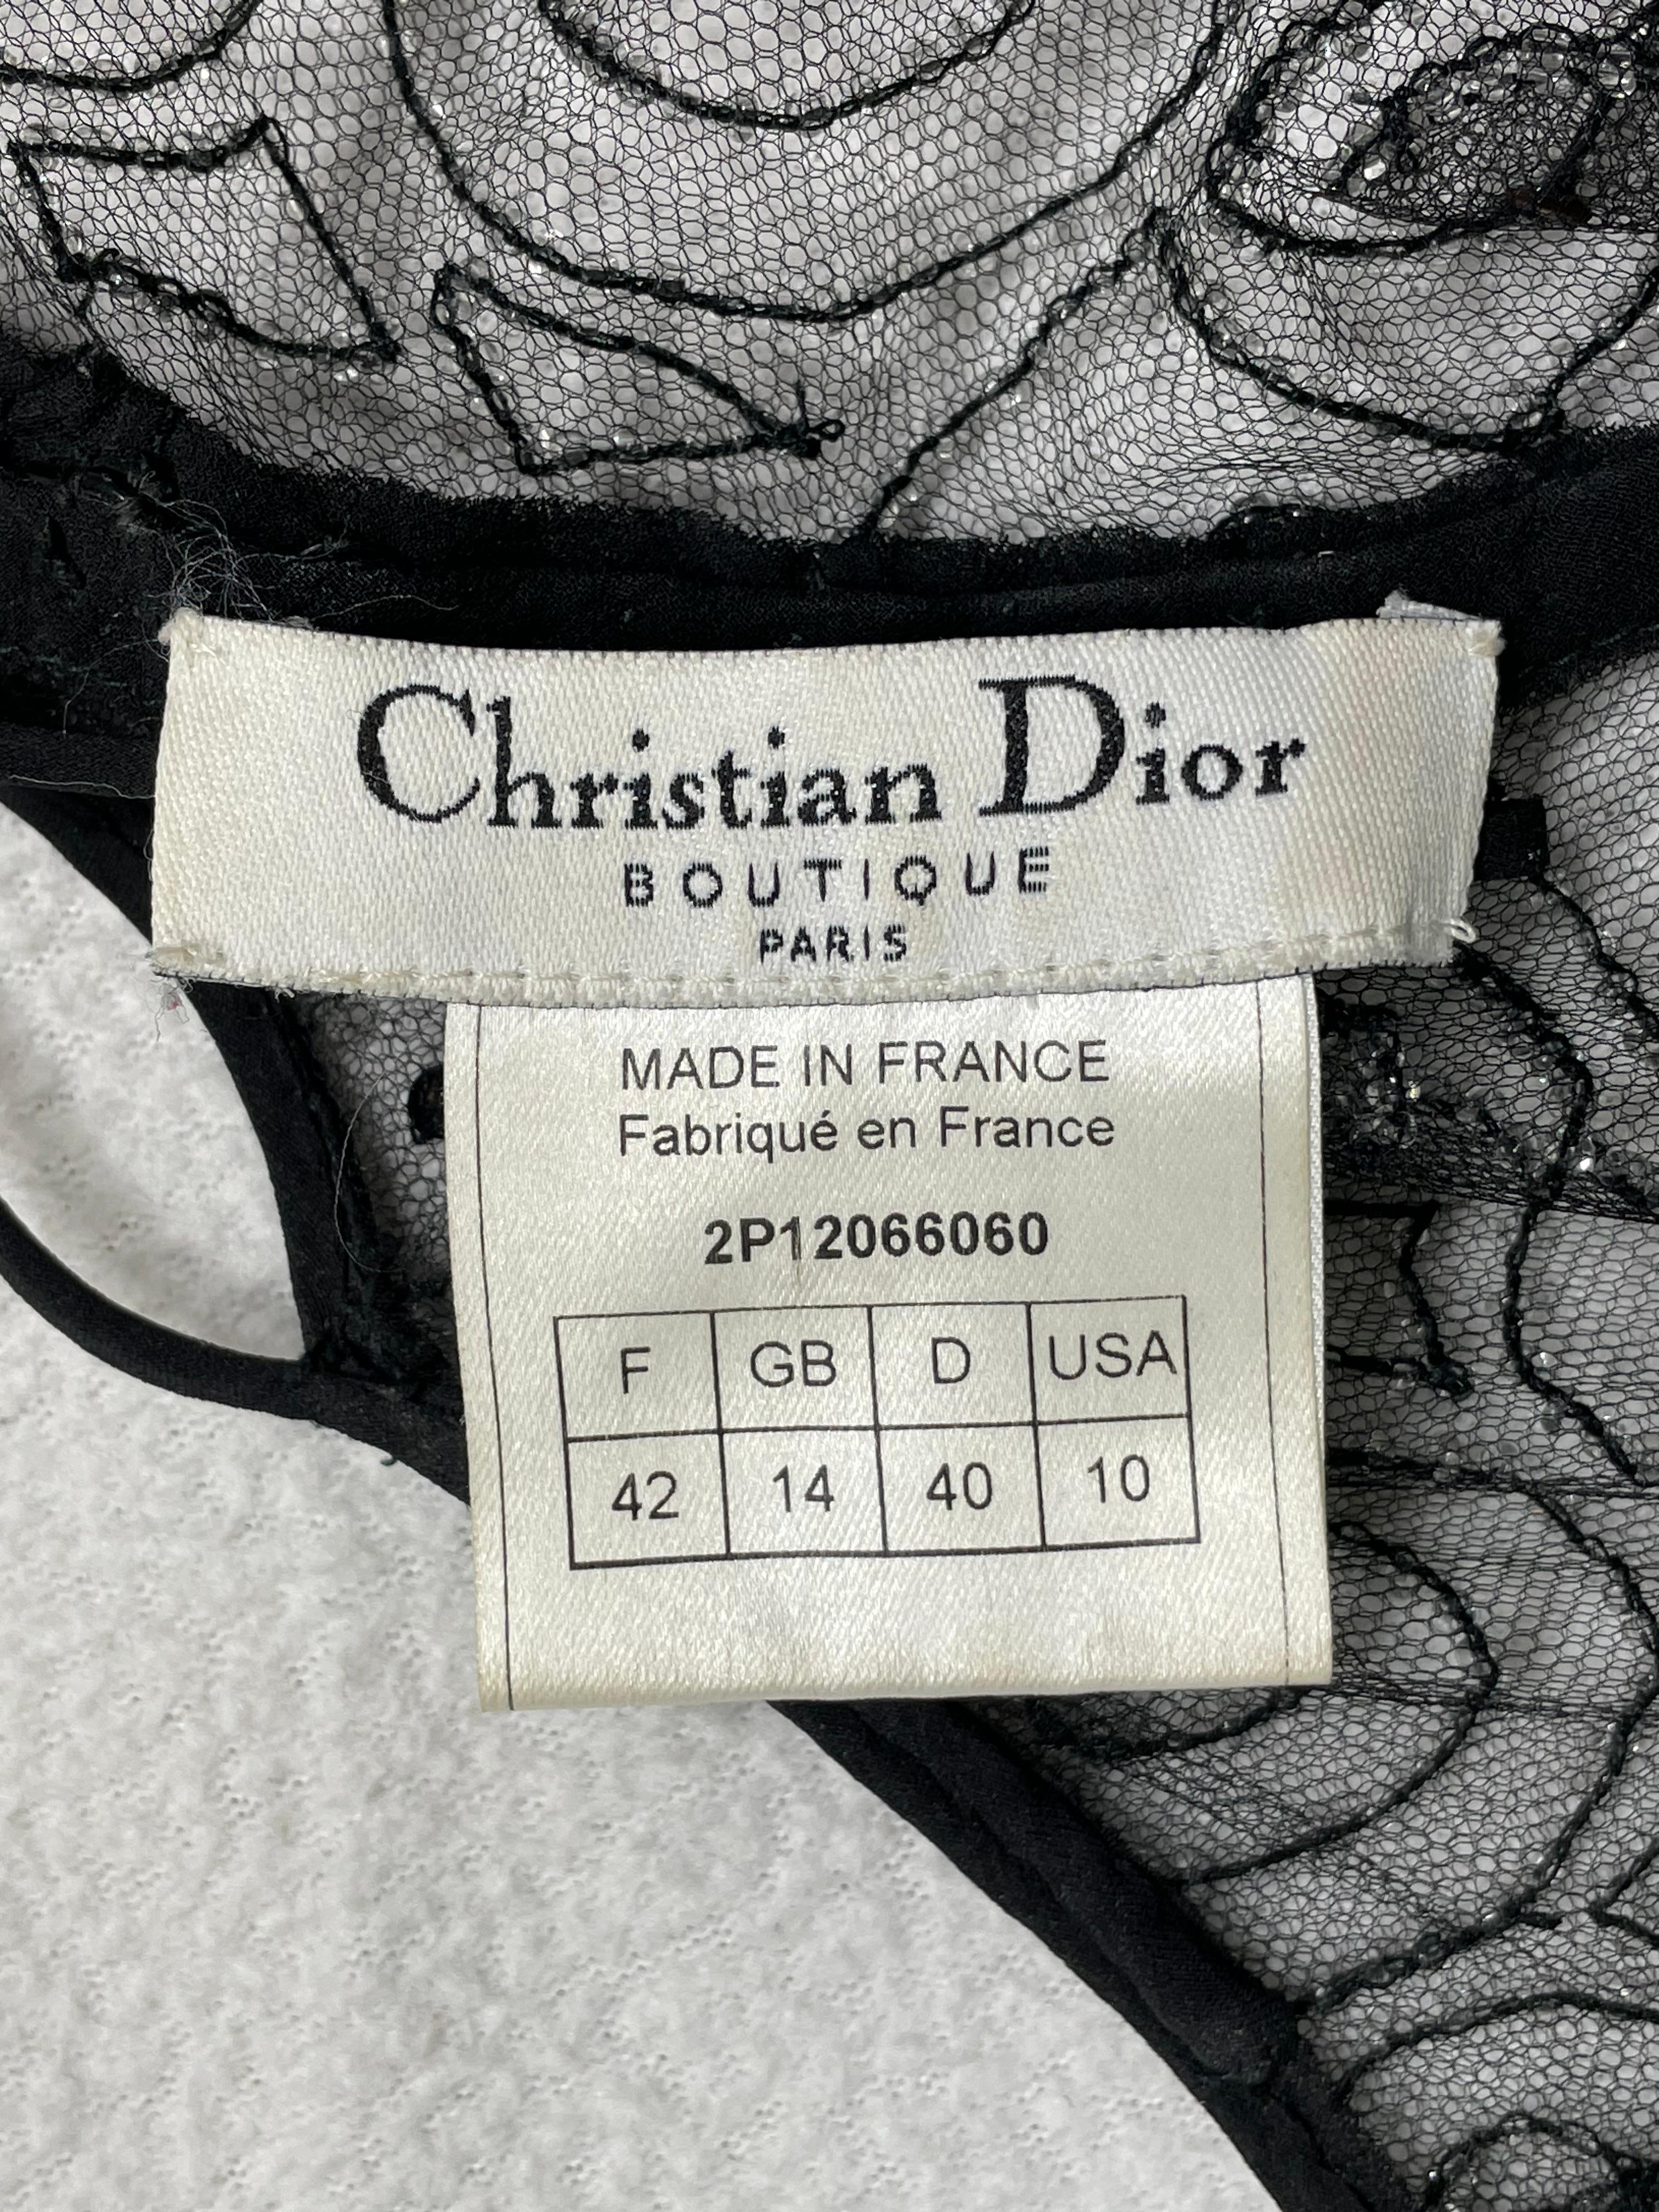 Christian Dior
BOUTIQUE
PARIS
MADE IN FRANCE
Fabriqué en France
2P12066060
F GB D USA
42 14 40 10